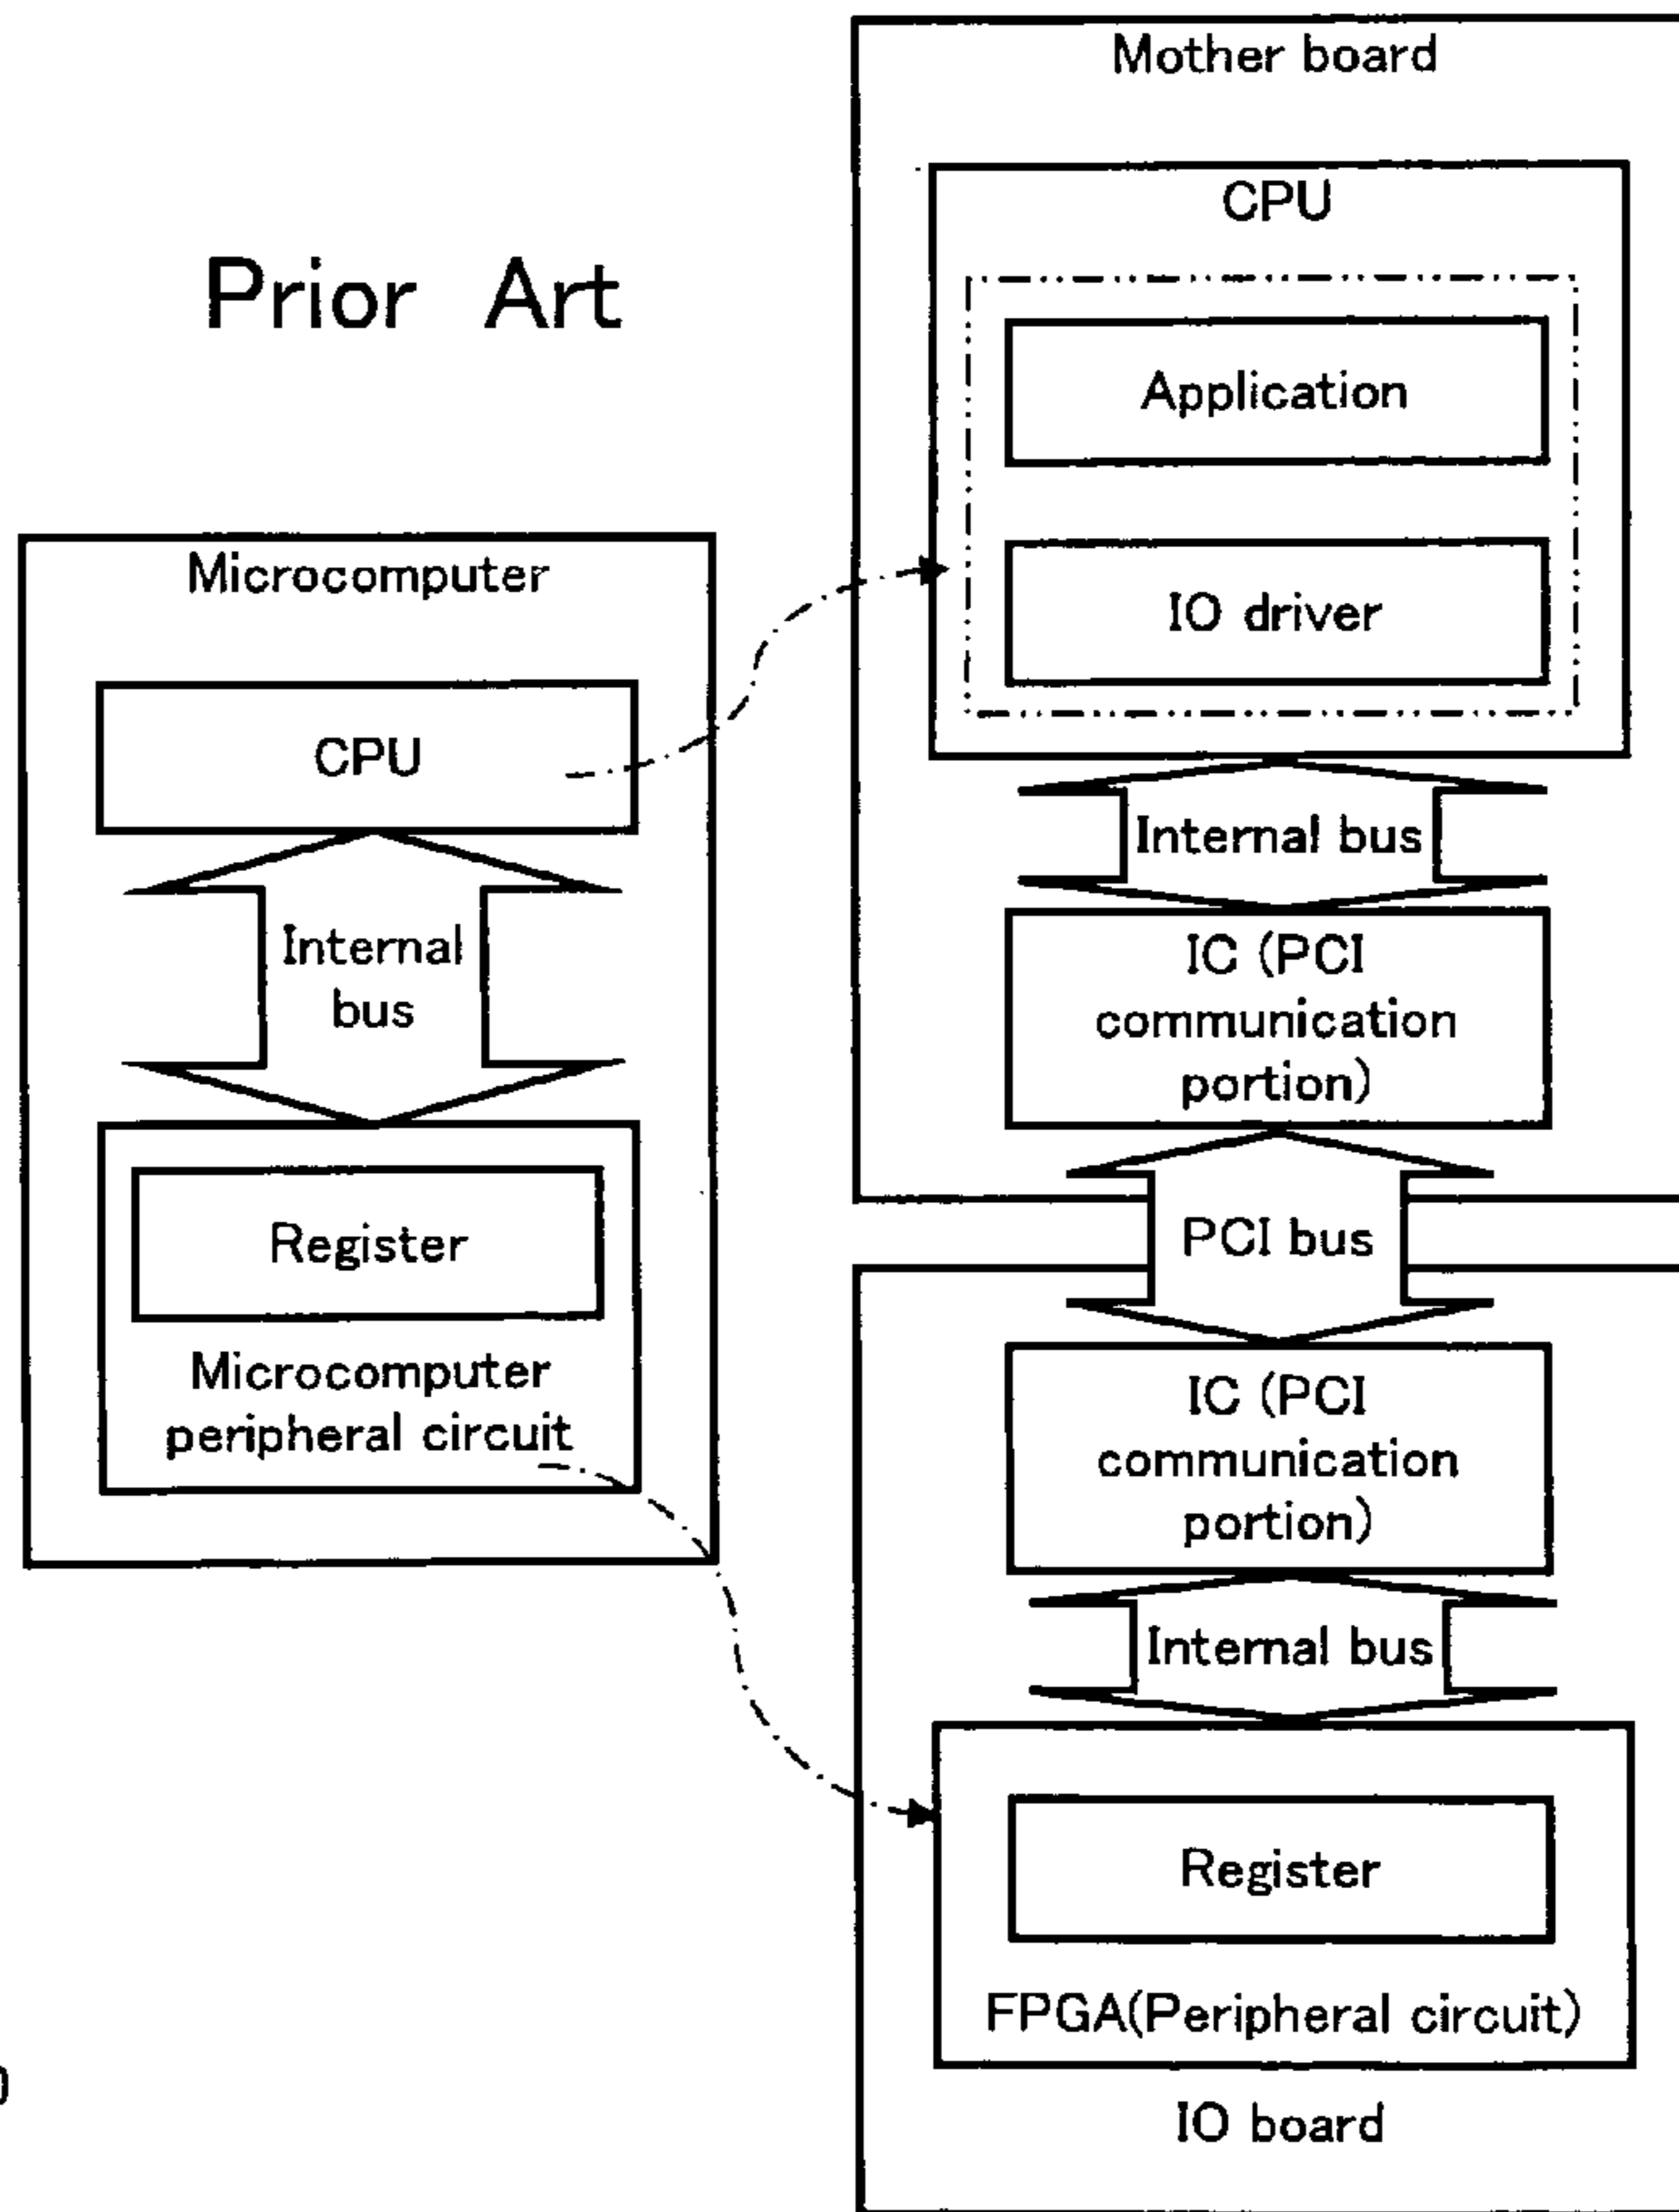 Prior Art
Microcomputer
CPU
Internal
bus
Register
Microcomputer
peripheral circuit
Mother board
CPU
Application
IO driver
Internal bus
IC (PCI
communication
portion)
PCI bus
IC (PCI
communication
portion)
Internal bus
Register
FPGA(Peripheral circuit)
IO board